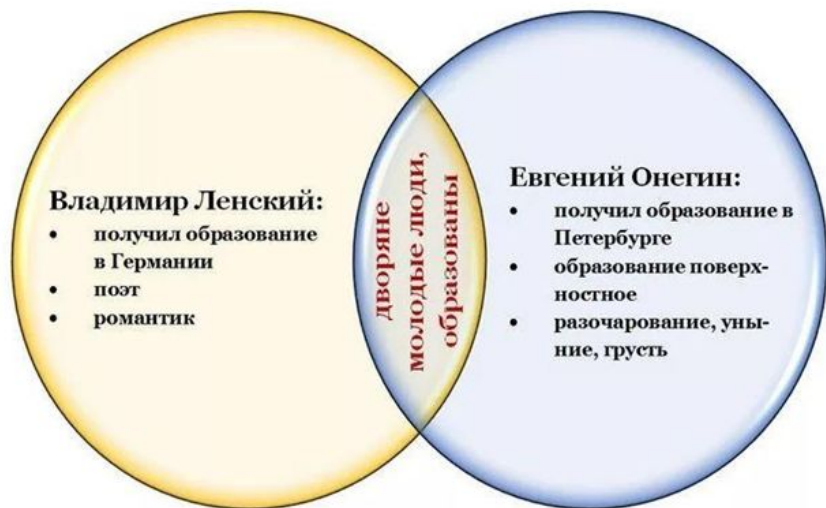 Владимир Ленский:
• получил образование
в Германии
• поэт
• романтик
дворяне
молодые люди,
образованы
Евгений Онегин:
• получил образование в
Петербурге
• образование поверх-
ностное
• разочарование, уны-
ние, грусть